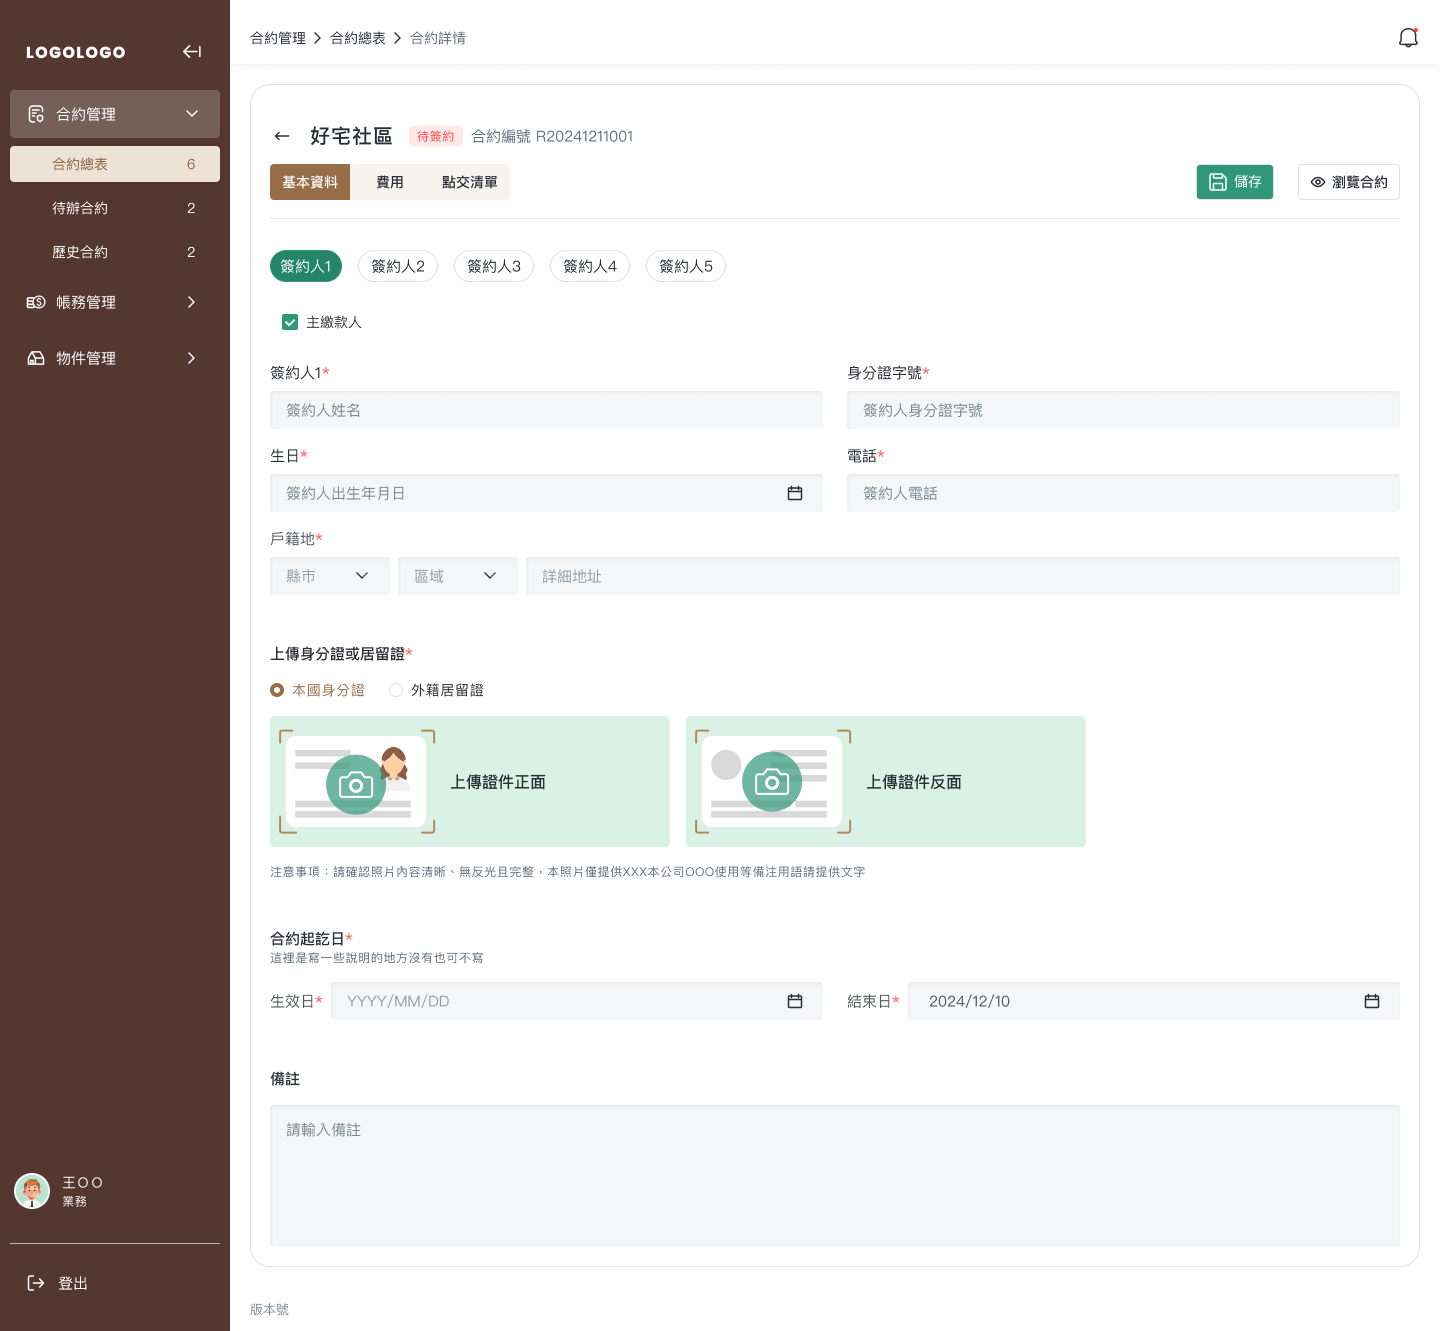 LOGOLOGO
合約管理
合約總表 6
待辦合約 2
歷史合約 2
帳務管理
物件管理
王OO
業務
登出
合約管理 合約總表 合約詳情
好宅社區 待簽約 合約編號 R20241211001
基本資料 費用 點交清單 儲存 瀏覽合約
簽約人1 簽約人2 簽約人3 簽約人4 簽約人5
主繳款人
簽約人1* 身分證字號*
簽約人姓名 簽約人身分證字號
生日* 電話*
簽約人出生年月日 簽約人電話
戶籍地*
縣市 區域 詳細地址
上傳身分證或居留證*
本國身分證 外籍居留證
上傳證件正面 上傳證件反面
注意事項：請確認照片內容清晰、無反光且完整，本照片僅提供XXX本公司OOO使用等備注用語請提供文字
合約起訖日*
這裡是寫一些說明的地方沒有也可不寫
生效日* YYYY/MM/DD 結束日* 2024/12/10
備註
請輸入備註
版本號